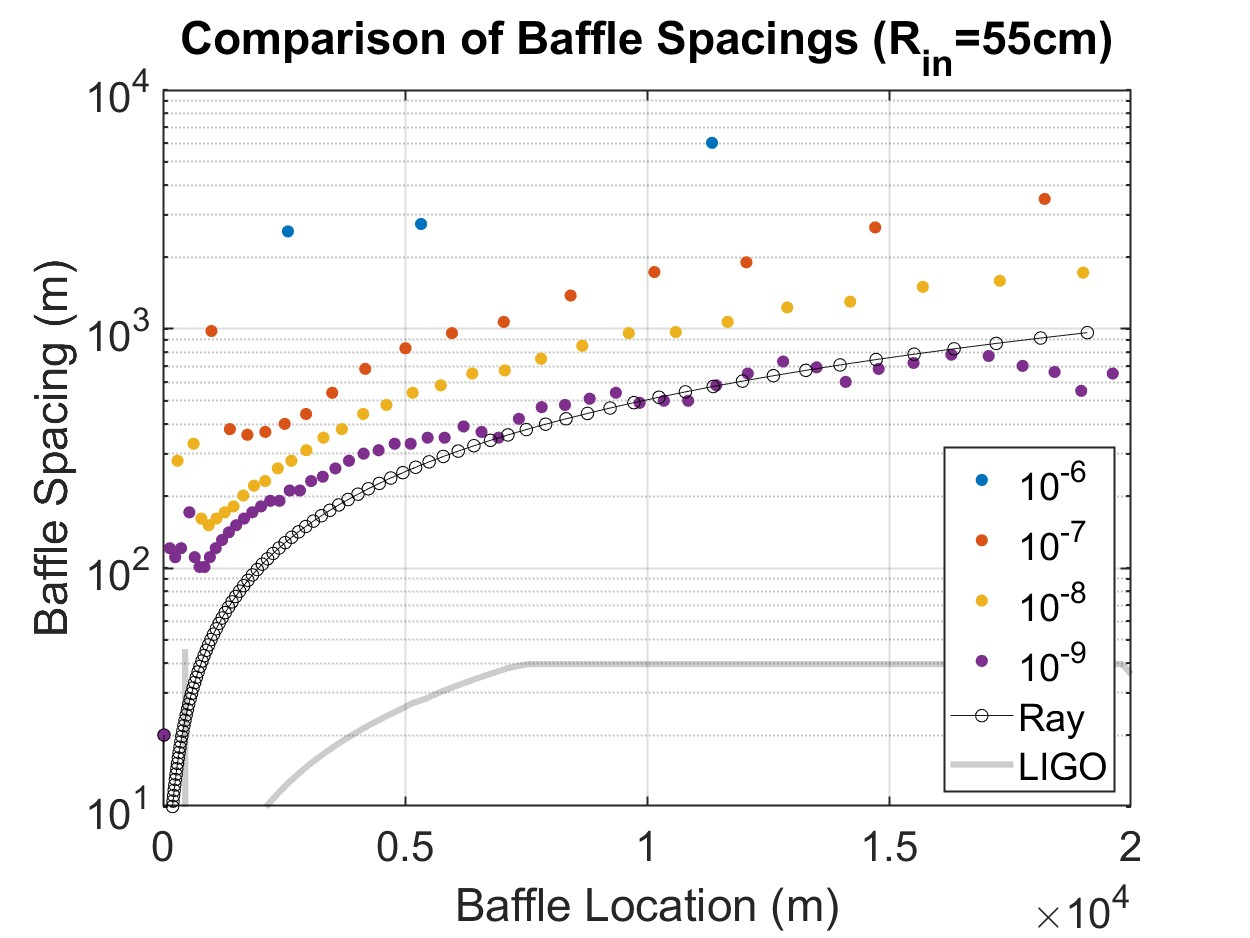 Comparison of Baffle Spacings (R_in=55cm)
10^4
10^3
10^2
10^1
Baffle Spacing (m)
0 0.5 1 1.5 2
×10^4
Baffle Location (m)
10^-6
10^-7
10^-8
10^-9
Ray
LIGO